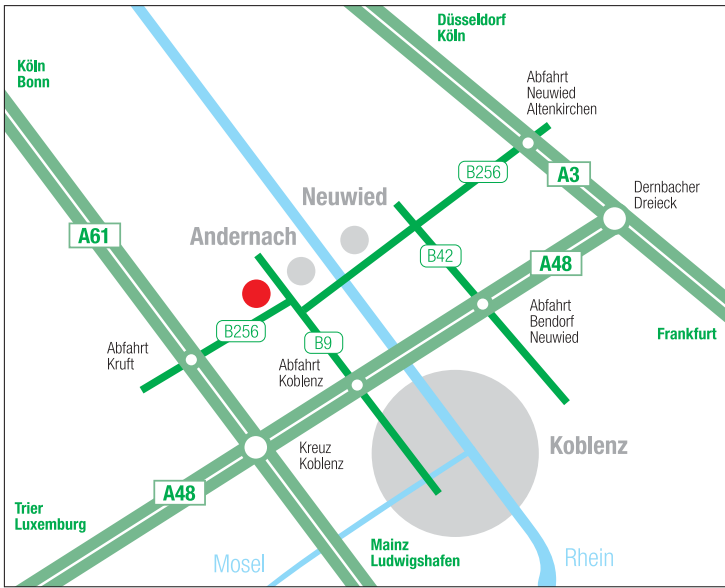 Düsseldorf
Köln
Köln
Bonn
Abfahrt
Neuwied
Altenkirchen
B256
A3
Neuwied
Dernbacher
Dreieck
A61
Andernach
B42
A48
Abfahrt
Bendorf
Neuwied
Frankfurt
B256
B9
Abfahrt
Kruft
Abfahrt
Koblenz
Koblenz
Kreuz
Koblenz
A48
Trier
Luxemburg
Mosel
Mainz
Ludwigshafen
Rhein